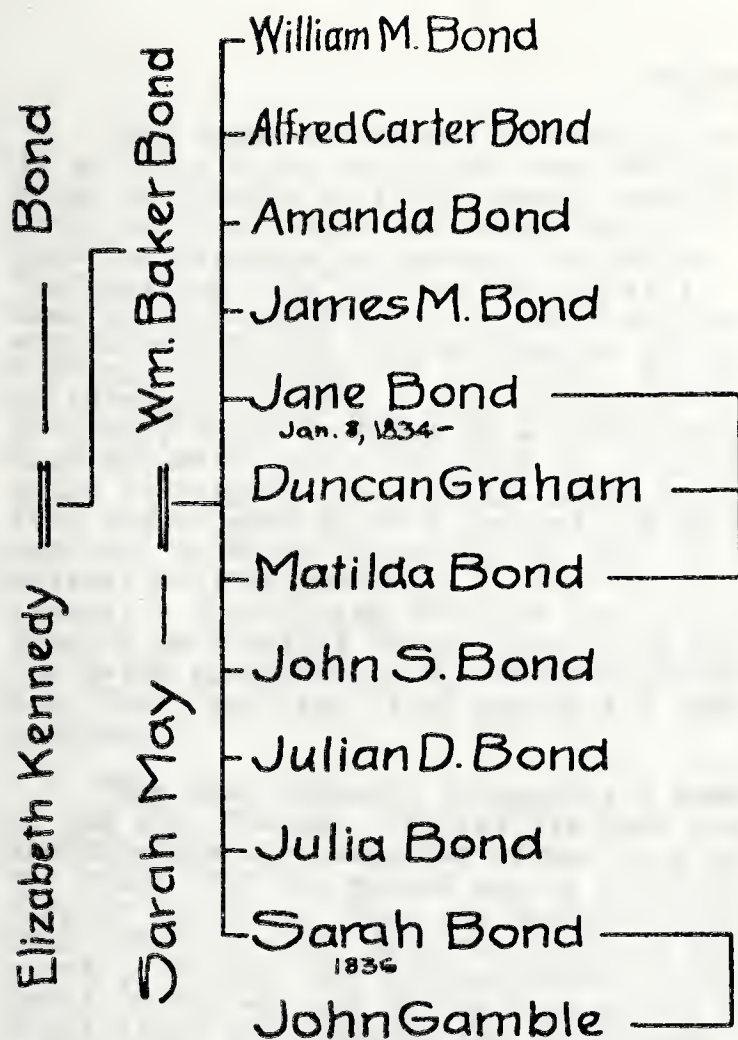 Elizabeth Kennedy
Bond
Sarah May
Wm. Baker Bond
William M. Bond
Alfred Carter Bond
Amanda Bond
James M. Bond
Jane Bond
Jan. 8, 1834-
Duncan Graham
Matilda Bond
John S. Bond
Julian D. Bond
Julia Bond
Sarah Bond
1836
John Gamble